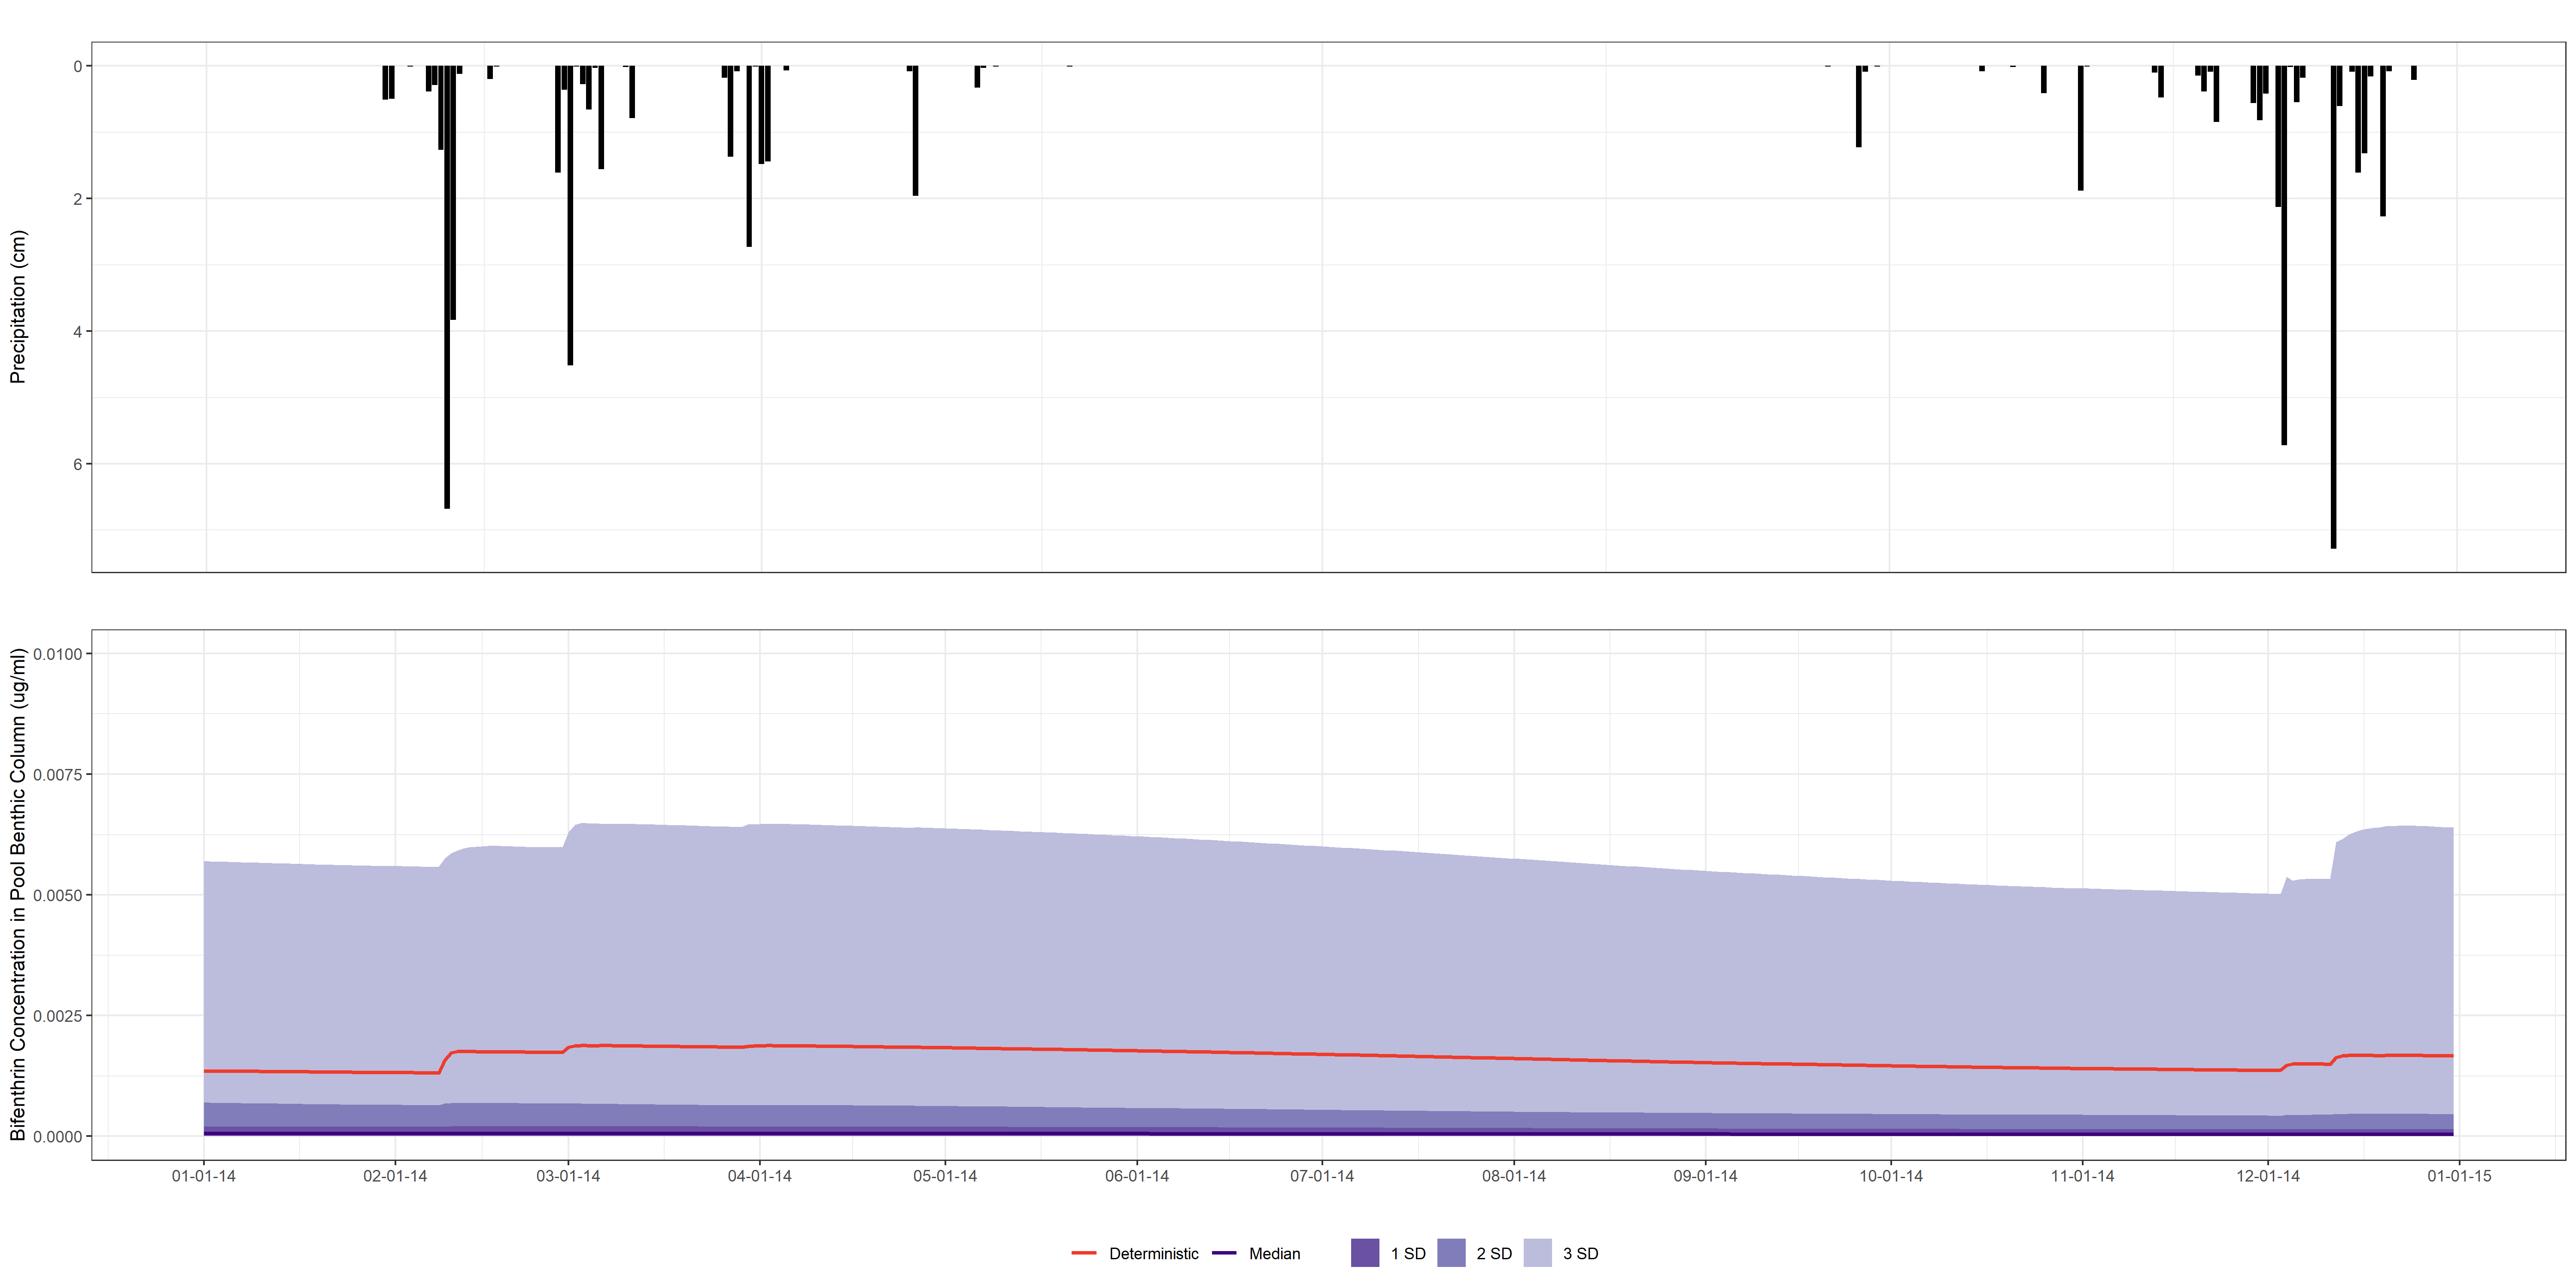 Precipitation (cm)
0
2
4
6
Bifenthrin Concentration in Pool Benthic Column (ug/ml)
0.0100
0.0075
0.0050
0.0025
0.0000
01-01-14 02-01-14 03-01-14 04-01-14 05-01-14 06-01-14 07-01-14 08-01-14 09-01-14 10-01-14 11-01-14 12-01-14 01-01-15
Deterministic Median 1 SD 2 SD 3 SD